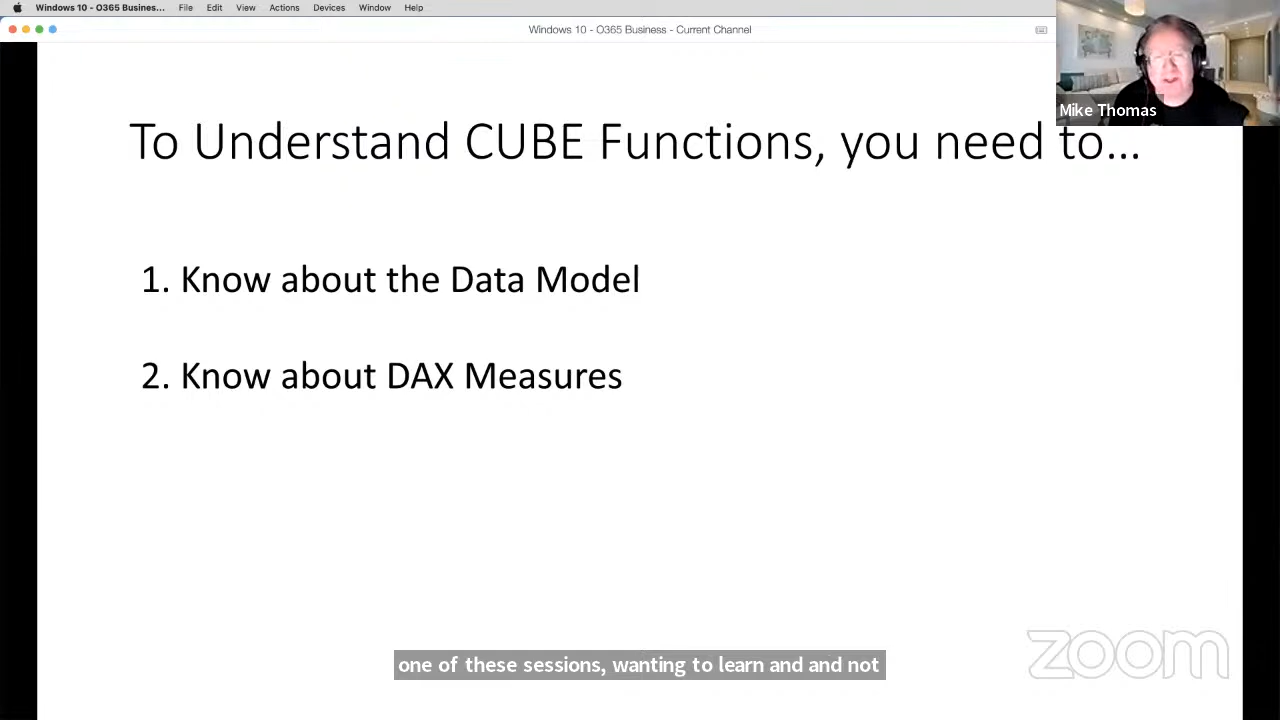 Windows 10 - O365 Busines... File Edit View Actions Devices Window Help
Windows 10 - O365 Business - Current Channel
Mike Thomas
To Understand CUBE Functions, you need to...
1. Know about the Data Model
2. Know about DAX Measures
one of these sessions, wanting to learn and and not
zoom